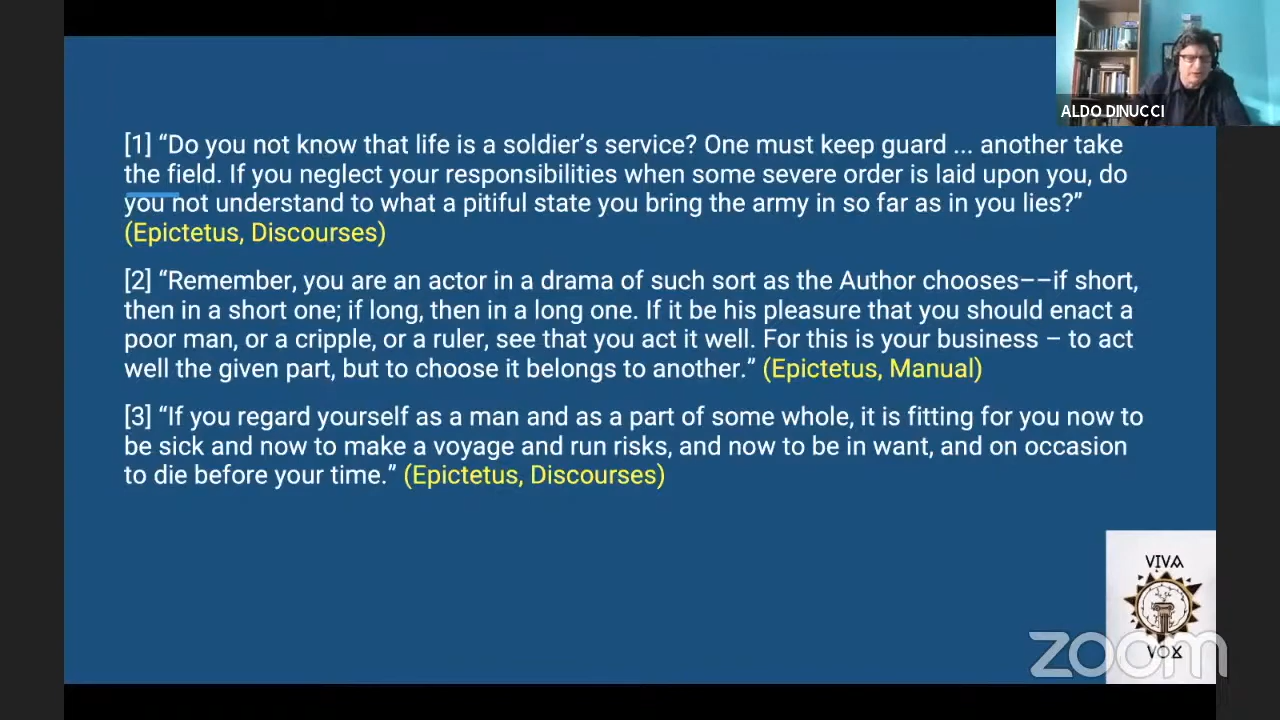 ALDO DINUCCI
[1] “Do you not know that life is a soldier’s service? One must keep guard ... another take
the field. If you neglect your responsibilities when some severe order is laid upon you, do
you not understand to what a pitiful state you bring the army in so far as in you lies?”
(Epictetus, Discourses)
[2] “Remember, you are an actor in a drama of such sort as the Author chooses––if short,
then in a short one; if long, then in a long one. If it be his pleasure that you should enact a
poor man, or a cripple, or a ruler, see that you act it well. For this is your business – to act
well the given part, but to choose it belongs to another.” (Epictetus, Manual)
[3] “If you regard yourself as a man and as a part of some whole, it is fitting for you now to
be sick and now to make a voyage and run risks, and now to be in want, and on occasion
to die before your time.” (Epictetus, Discourses)
VIVA
VOX
zoom